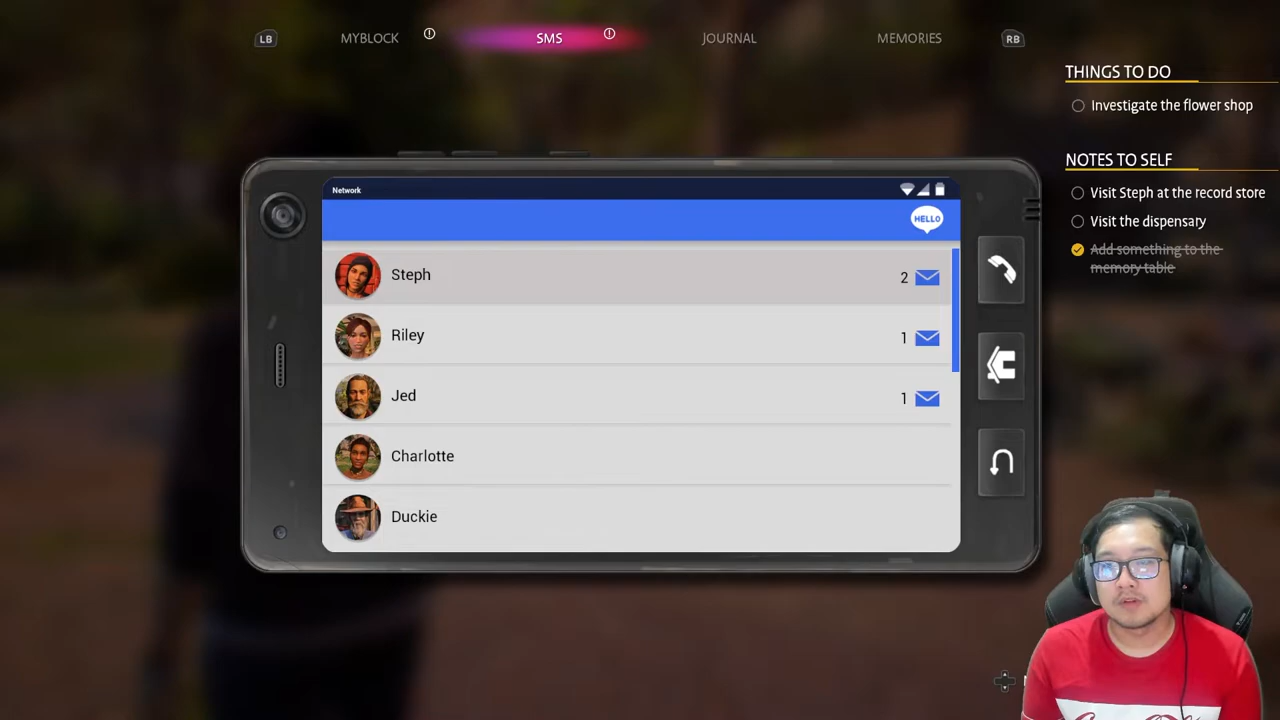 LB
MYBLOCK
SMS
JOURNAL
MEMORIES
RB
THINGS TO DO
Investigate the flower shop
NOTES TO SELF
Visit Steph at the record store
Visit the dispensary
Add something to the
memory table
Network
HELLO
Steph
2
Riley
1
Jed
1
Charlotte
Duckie